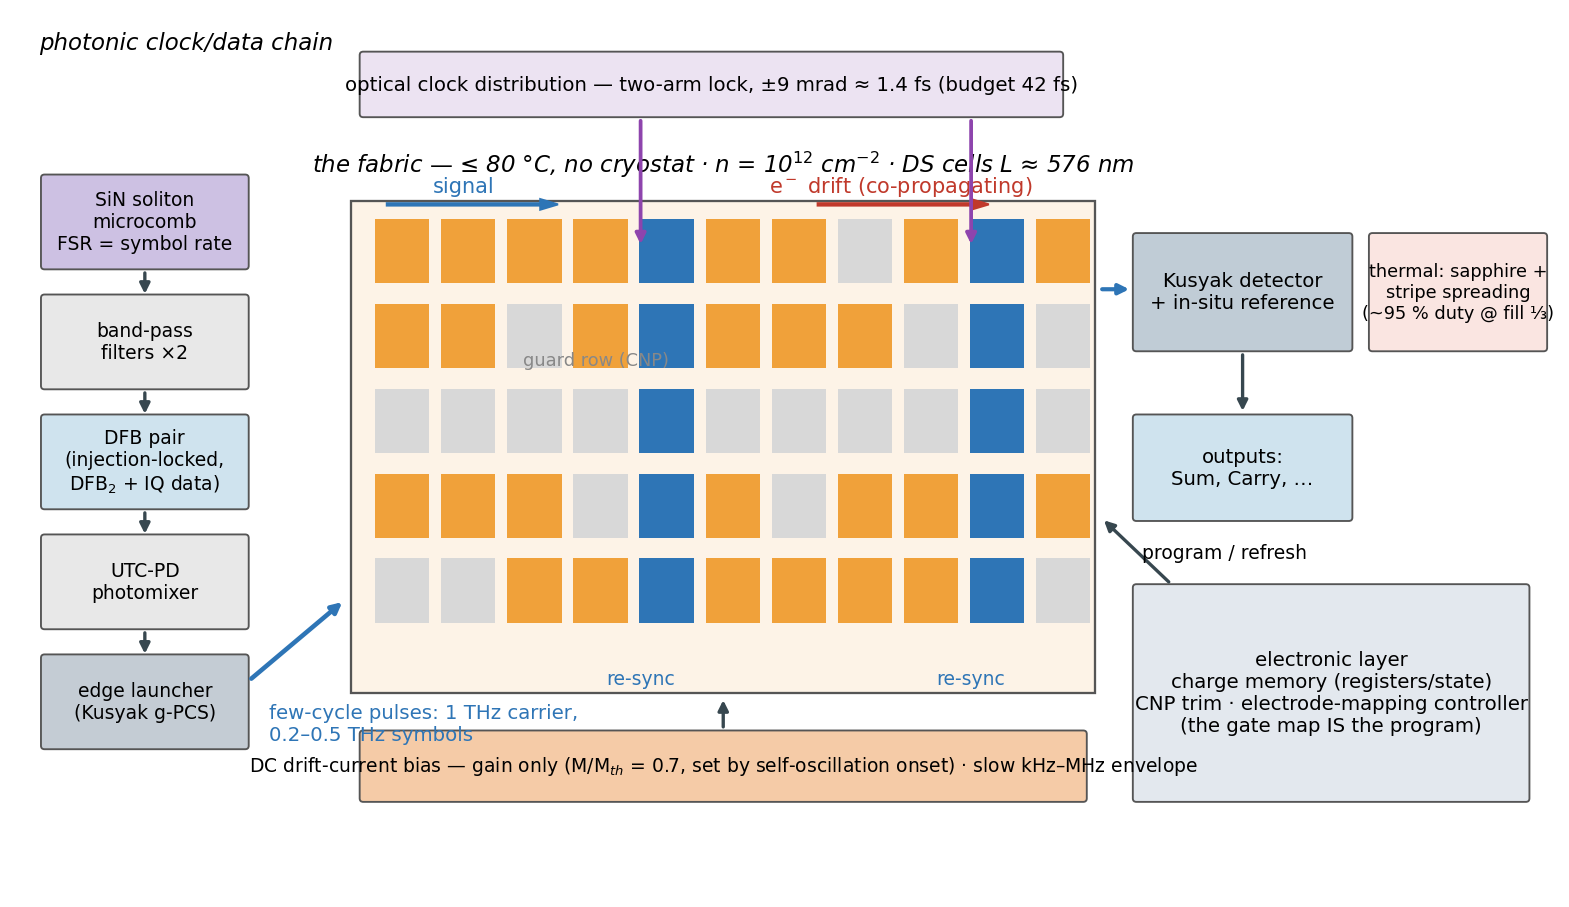 photonic clock/data chain
optical clock distribution — two-arm lock, ±9 mrad ≈ 1.4 fs (budget 42 fs)
the fabric — ≤ 80 °C, no cryostat · n = 10¹² cm⁻² · DS cells L ≈ 576 nm
signal
e⁻ drift (co-propagating)
SiN soliton
microcomb
FSR = symbol rate
band-pass
filters ×2
DFB pair
(injection-locked,
DFB₂ + IQ data)
UTC-PD
photomixer
edge launcher
(Kusyak g-PCS)
guard row (CNP)
re-sync
re-sync
few-cycle pulses: 1 THz carrier,
0.2–0.5 THz symbols
DC drift-current bias — gain only (M/Mₜₕ = 0.7, set by self-oscillation onset) · slow kHz–MHz envelope
Kusyak detector
+ in-situ reference
thermal: sapphire +
stripe spreading
(~95 % duty @ fill ⅓)
outputs:
Sum, Carry, …
program / refresh
electronic layer
charge memory (registers/state)
CNP trim · electrode-mapping controller
(the gate map IS the program)